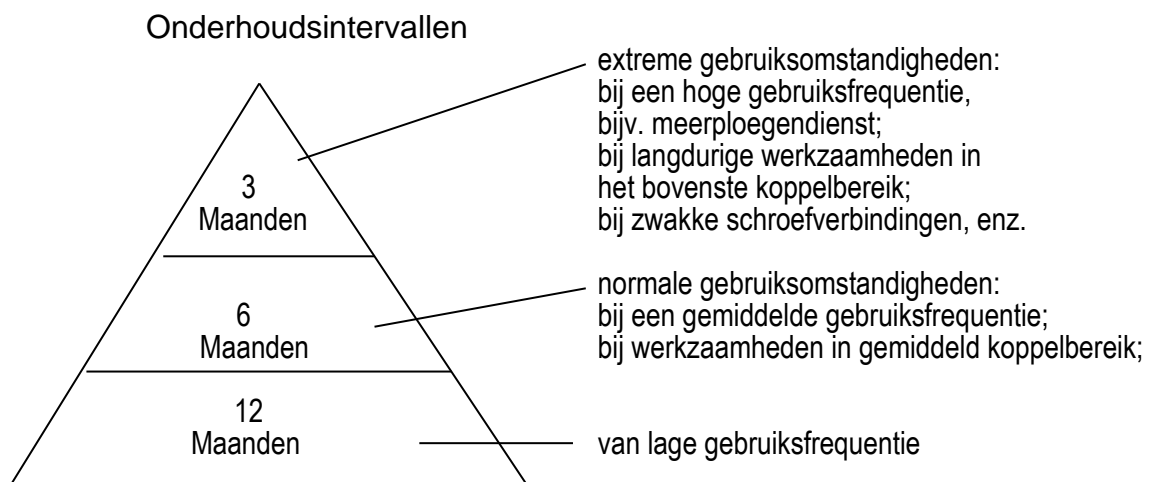 Onderhoudsintervallen
extreme gebruiksomstandigheden:
bij een hoge gebruiksfrequentie,
bijv. meerploegendienst;
bij langdurige werkzaamheden in
het bovenste koppelbereik;
bij zwakke schroefverbindingen, enz.
3
Maanden
normale gebruiksomstandigheden:
bij een gemiddelde gebruiksfrequentie;
bij werkzaamheden in gemiddeld koppelbereik;
6
Maanden
12
Maanden
van lage gebruiksfrequentie